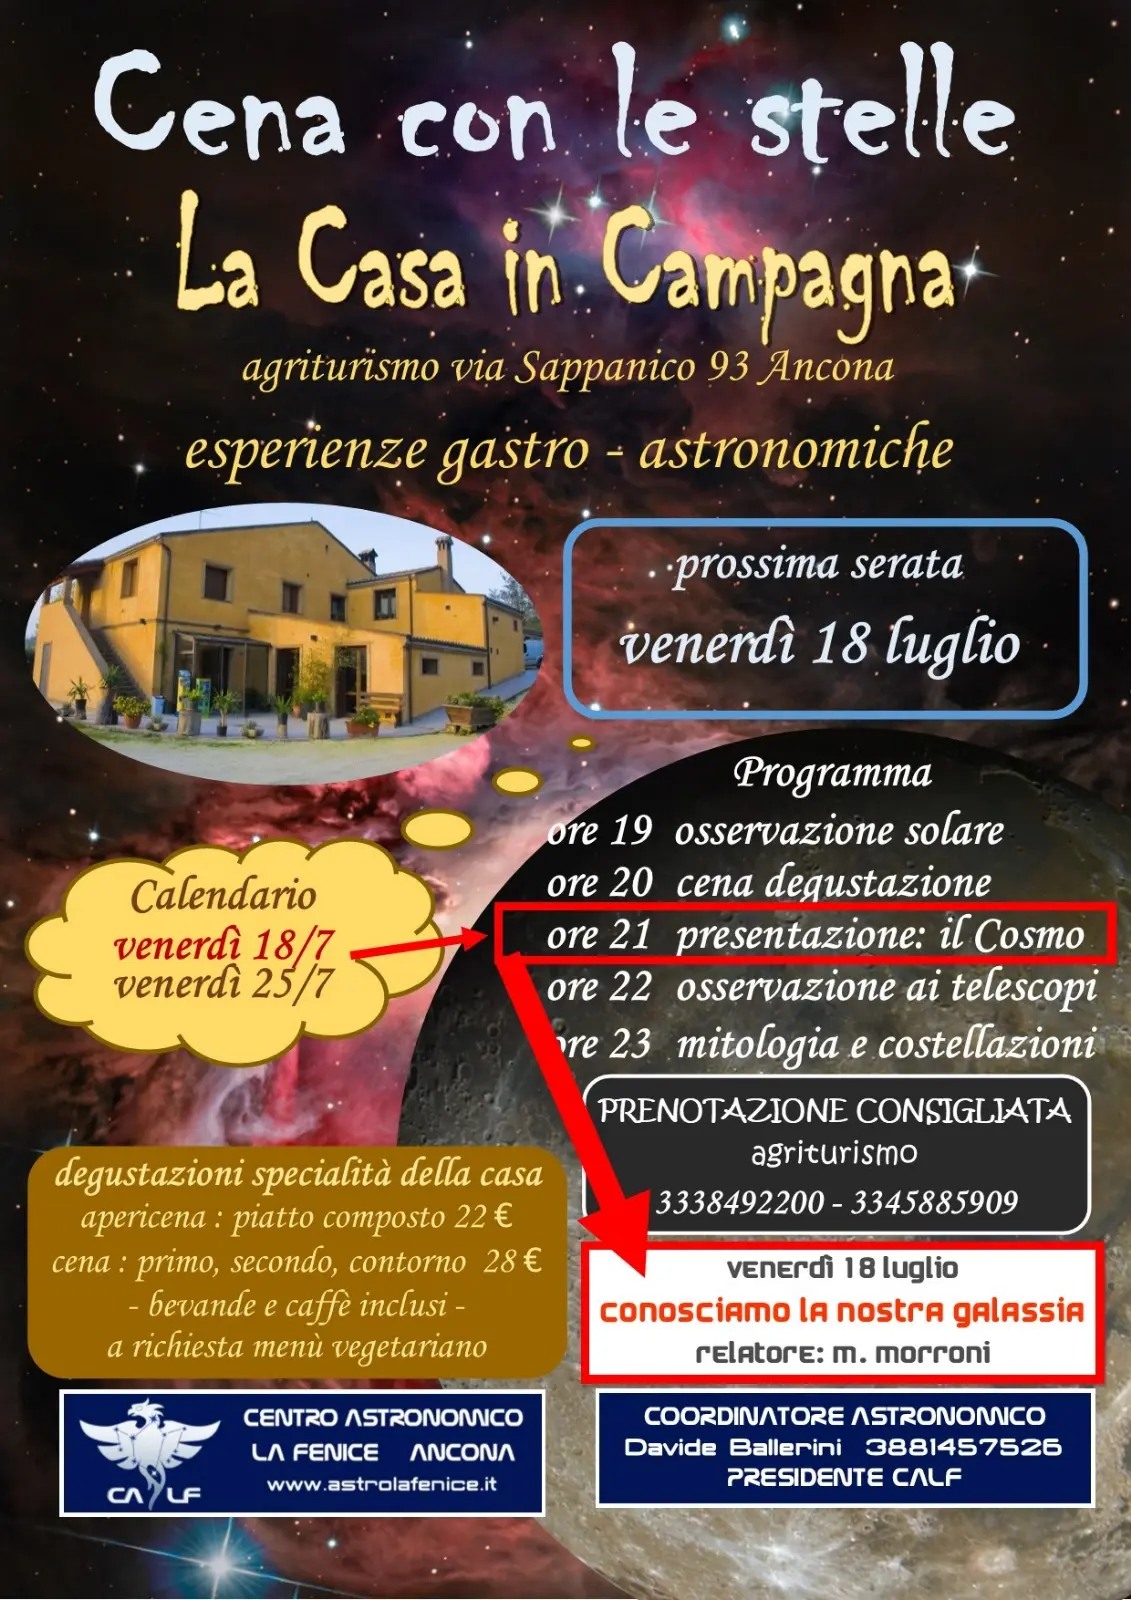 Cena con le stelle
La Casa in Campagna
agriturismo via Sappanico 93 Ancona
esperienze gastro - astronomiche
prossima serata
venerdì 18 luglio
Programma
ore 19 osservazione solare
ore 20 cena degustazione
ore 21 presentazione: il Cosmo
ore 22 osservazione ai telescopi
ore 23 mitologia e costellazioni
Calendario
venerdì 18/7
venerdì 25/7
PRENOTAZIONE CONSIGLIATA
agriturismo
3338492200 - 3345885909
degustazioni specialità della casa
apericena : piatto composto 22 €
cena : primo, secondo, contorno 28 €
- bevande e caffè inclusi -
a richiesta menù vegetariano
venerdì 18 luglio
conosciamo la nostra galassia
relatore: m. morroni
CENTRO ASTRONOMICO
LA FENICE ANCONA
www.astrolafenice.it
CA LF
COORDINATORE ASTRONOMICO
Davide Ballerini 3881457526
PRESIDENTE CALF